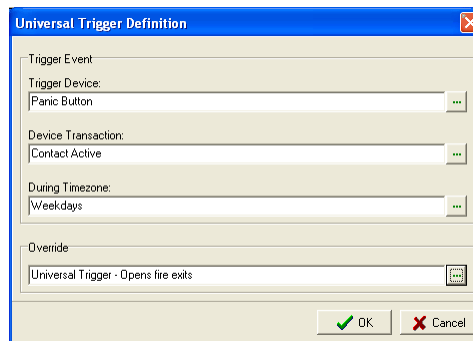 Universal Trigger Definition
Trigger Event
Trigger Device:
Panic Button
Device Transaction:
Contact Active
During Timezone:
Weekdays
Override
Universal Trigger - Opens fire exits
OK Cancel